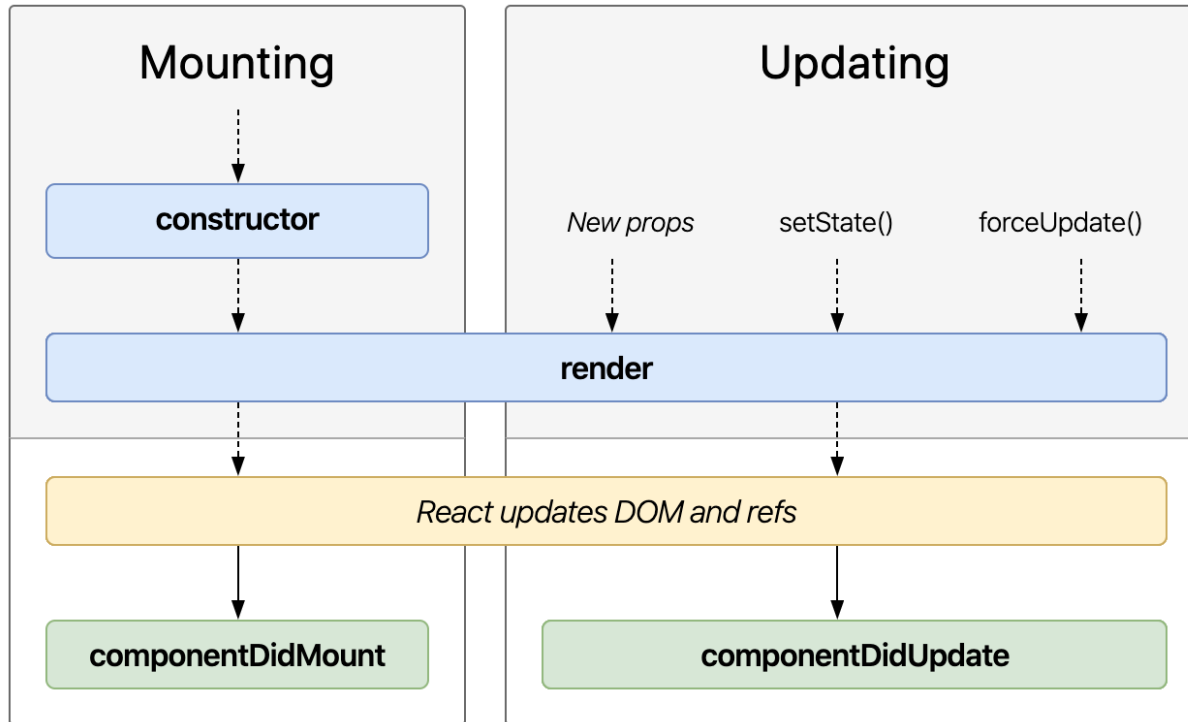 Mounting
Updating
constructor
New props
setState()
forceUpdate()
render
React updates DOM and refs
componentDidMount
componentDidUpdate